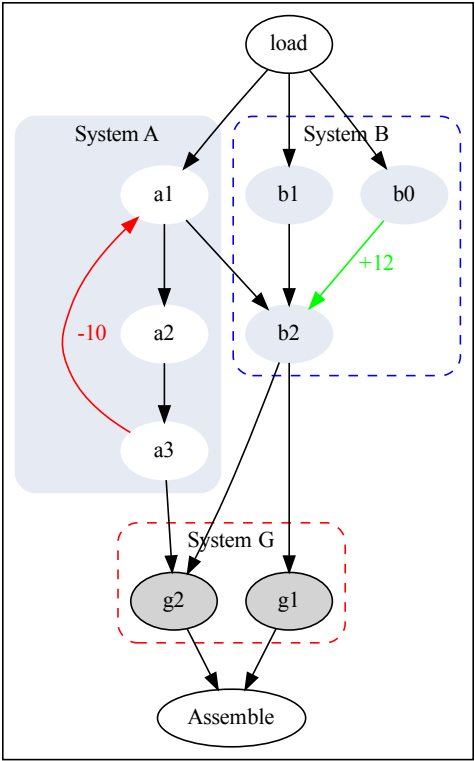 load
System A
System B
a1
b1
b0
+12
-10
a2
b2
a3
System G
g2
g1
Assemble